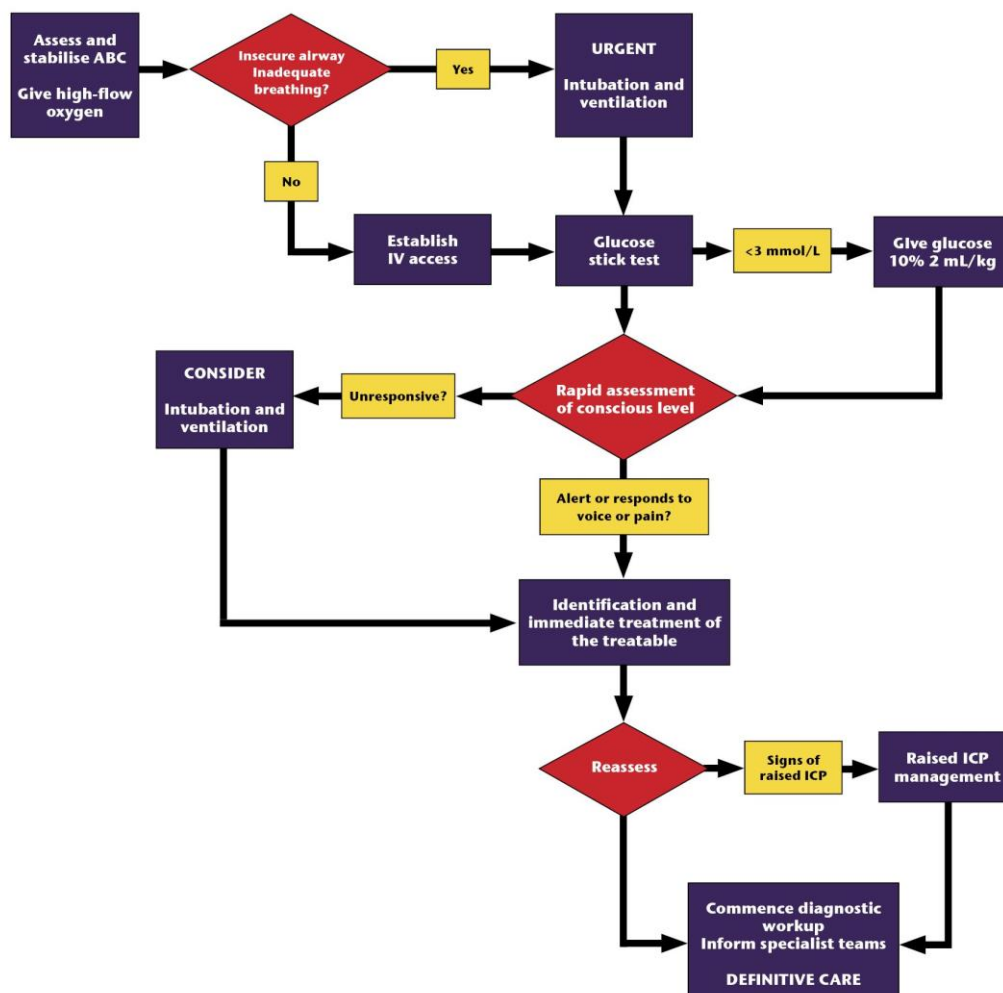 Assess and
stabilise ABC
Give high-flow
oxygen
Insecure airway
Inadequate
breathing?
Yes
URGENT
Intubation and
ventilation
No
Establish
IV access
Glucose
stick test
<3 mmol/L
GIve glucose
10% 2 mL/kg
CONSIDER
Intubation and
ventilation
Unresponsive?
Rapid assessment
of conscious level
Alert or responds to
voice or pain?
Identification and
immediate treatment of
the treatable
Reassess
Signs of
raised ICP
Raised ICP
management
Commence diagnostic
workup
Inform specialist teams
DEFINITIVE CARE